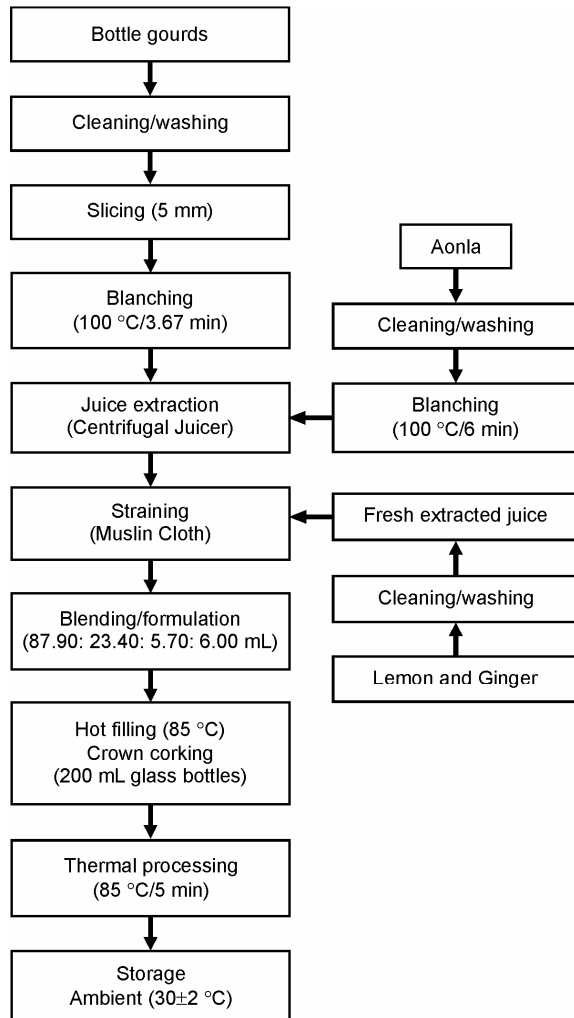 Bottle gourds
Cleaning/washing
Slicing (5 mm)
Blanching
(100 °C/3.67 min)
Juice extraction
(Centrifugal Juicer)
Straining
(Muslin Cloth)
Blending/formulation
(87.90: 23.40: 5.70: 6.00 mL)
Hot filling (85 °C)
Crown corking
(200 mL glass bottles)
Thermal processing
(85 °C/5 min)
Storage
Ambient (30±2 °C)
Aonla
Cleaning/washing
Blanching
(100 °C/6 min)
Fresh extracted juice
Cleaning/washing
Lemon and Ginger